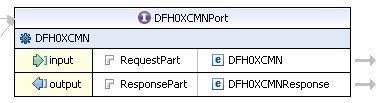 DFH0XCMNPort
DFH0XCMN
input RequestPart DFH0XCMN
output ResponsePart DFH0XCMNResponse